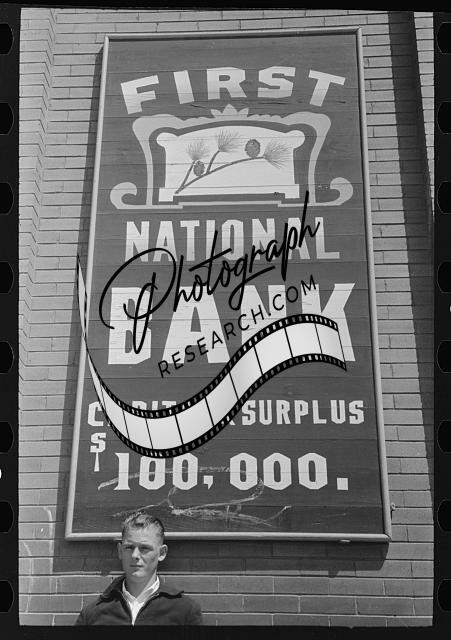 FIRST
NATIONAL
BANK
Photograph
RESEARCH.COM
SURPLUS
$100,000.